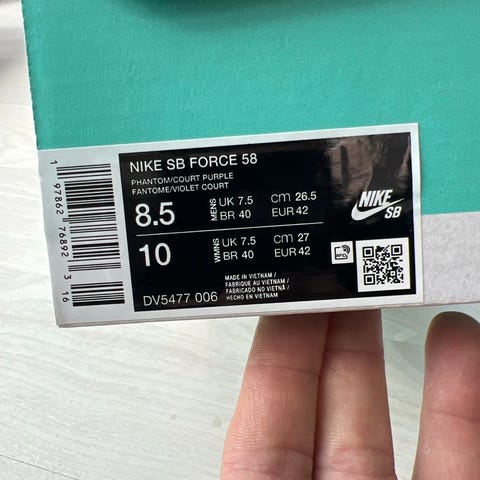 NIKE SB FORCE 58
PHANTOM/COURT PURPLE
FANTOME/VIOLET COURT
8.5 MENS UK 7.5 CM 26.5
BR 40 EUR 42
10 WMNS UK 7.5 CM 27
BR 40 EUR 42
MADE IN VIETNAM /
FABRIQUE AU VIETNAM /
FABRICADO NO VIETNÃ /
HECHO EN VIETNAM
DV5477 006
NIKE
SB
1 97862 76892 3 16